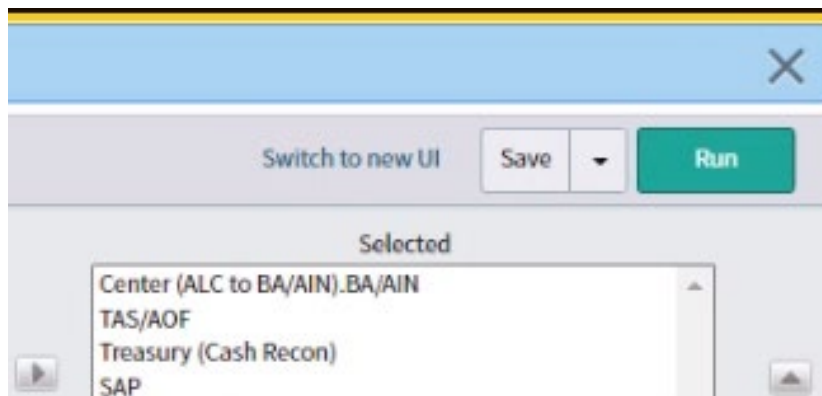 Switch to new UI
Save
Run
Selected
Center (ALC to BA/AIN).BA/AIN
TAS/AOF
Treasury (Cash Recon)
SAP